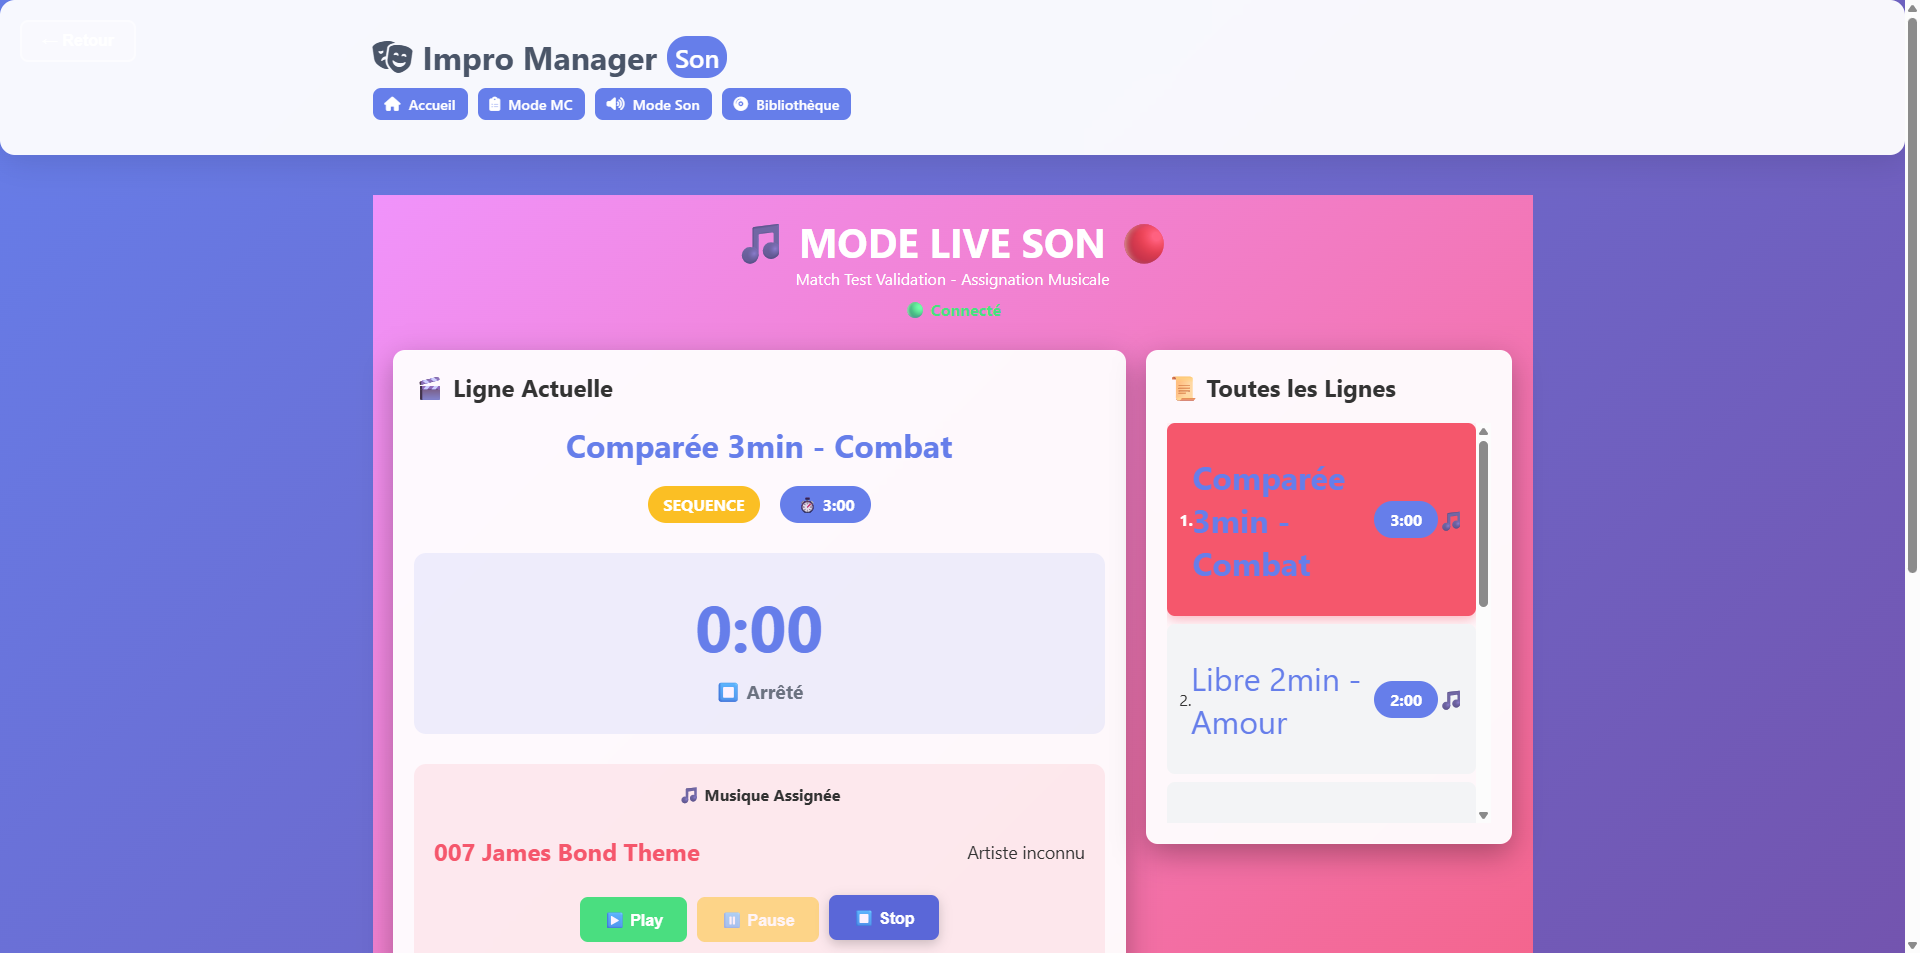 ← Retour
Impro Manager Son
Accueil
Mode MC
Mode Son
Bibliothèque
MODE LIVE SON
Match Test Validation - Assignation Musicale
Connecté
Ligne Actuelle
Comparée 3min - Combat
SEQUENCE
3:00
0:00
Arrêté
Musique Assignée
007 James Bond Theme
Artiste inconnu
Play
Pause
Stop
Toutes les Lignes
1.
Comparée
3min -
Combat
3:00
2.
Libre 2min -
Amour
2:00